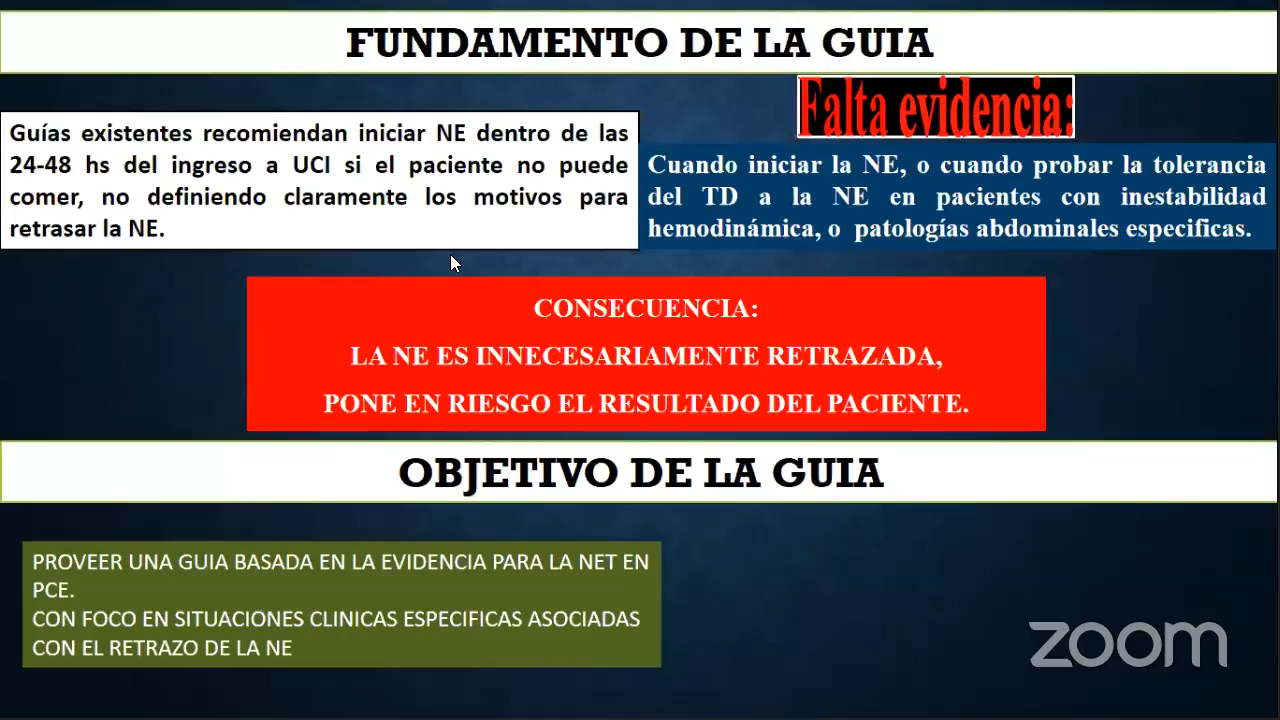 FUNDAMENTO DE LA GUIA
Guías existentes recomiendan iniciar NE dentro de las
24-48 hs del ingreso a UCI si el paciente no puede
comer, no definiendo claramente los motivos para
retrasar la NE.
Falta evidencia:
Cuando iniciar la NE, o cuando probar la tolerancia
del TD a la NE en pacientes con inestabilidad
hemodinámica, o patologías abdominales especificas.
CONSECUENCIA:
LA NE ES INNECESARIAMENTE RETRAZADA,
PONE EN RIESGO EL RESULTADO DEL PACIENTE.
OBJETIVO DE LA GUIA
PROVEER UNA GUIA BASADA EN LA EVIDENCIA PARA LA NET EN
PCE.
CON FOCO EN SITUACIONES CLINICAS ESPECIFICAS ASOCIADAS
CON EL RETRAZO DE LA NE
zoom